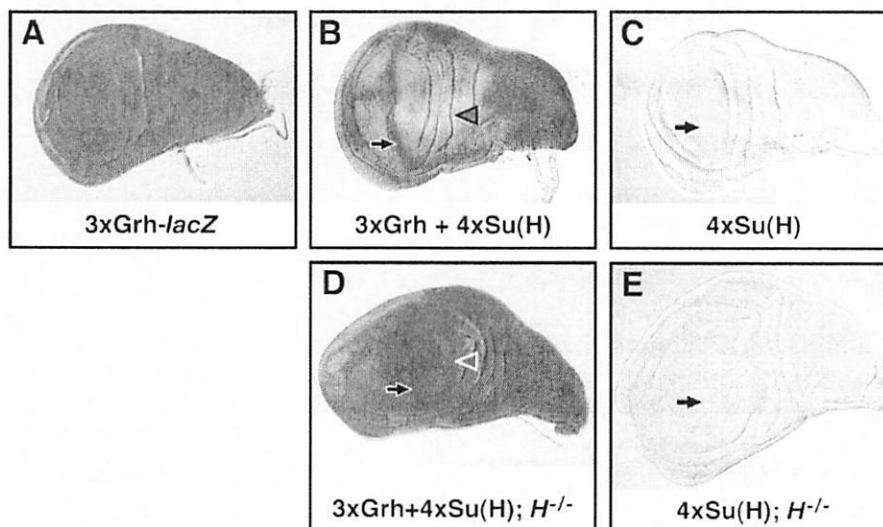 A
3xGrh-lacZ
B
3xGrh + 4xSu(H)
C
4xSu(H)
D
3xGrh+4xSu(H); H-/-
E
4xSu(H); H-/-